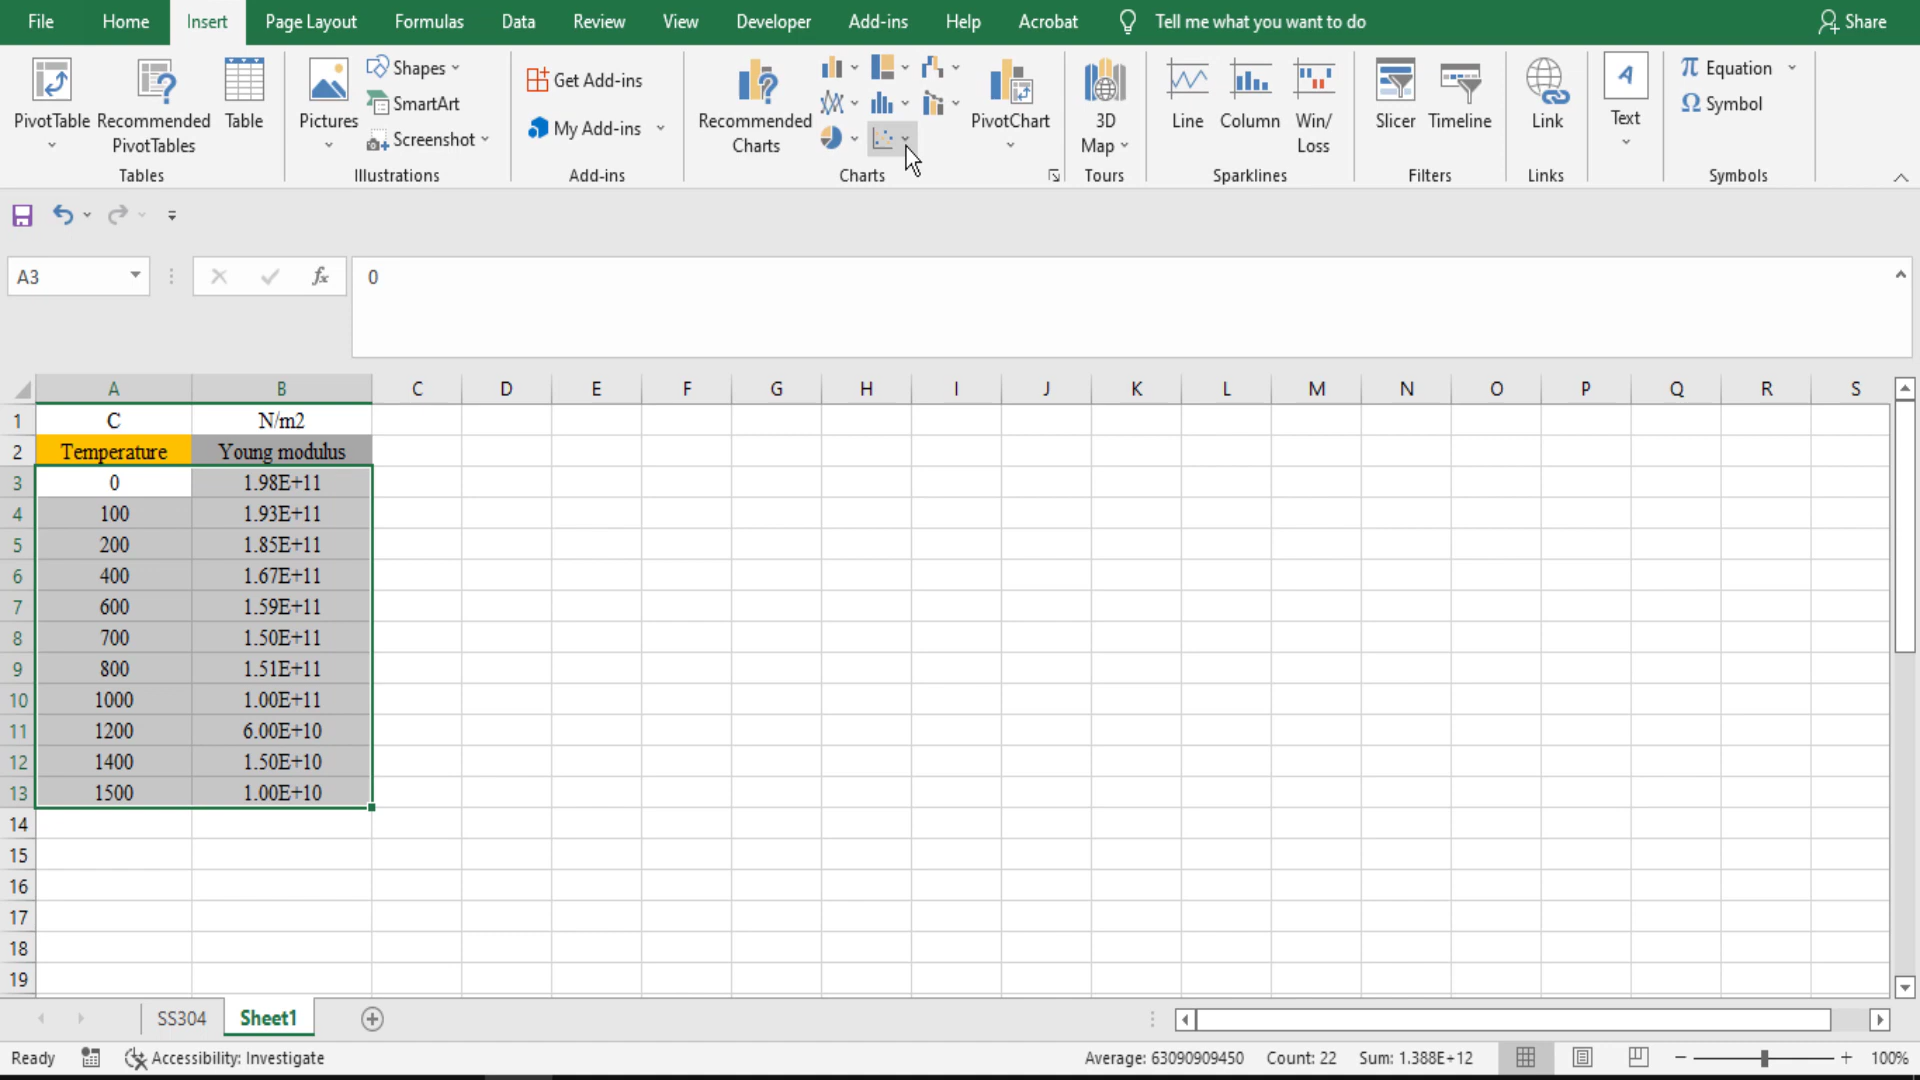 File Home Insert Page Layout Formulas Data Review View Developer Add-ins Help Acrobat Tell me what you want to do Share
PivotTable
Recommended
PivotTables
Table
Tables
Pictures
Shapes
SmartArt
Screenshot
Illustrations
Get Add-ins
My Add-ins
Add-ins
Recommended
Charts
PivotChart
Charts
3D
Map
Tours
Line
Column
Win/
Loss
Sparklines
Slicer
Timeline
Filters
Link
Links
A
Text
π Equation
Ω Symbol
Symbols
A3
fx
0
A B C D E F G H I J K L M N O P Q R S
1 C N/m2
2 Temperature Young modulus
3 0 1.98E+11
4 100 1.93E+11
5 200 1.85E+11
6 400 1.67E+11
7 600 1.59E+11
8 700 1.50E+11
9 800 1.51E+11
10 1000 1.00E+11
11 1200 6.00E+10
12 1400 1.50E+10
13 1500 1.00E+10
14
15
16
17
18
19
SS304 Sheet1
Ready Accessibility: Investigate Average: 63090909450 Count: 22 Sum: 1.388E+12 100%